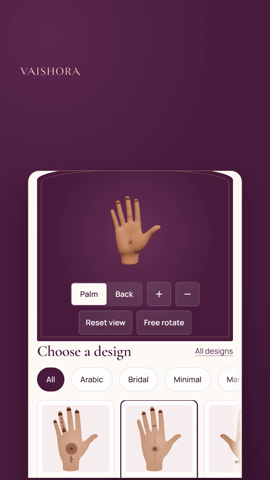 VAISHORA
Palm Back + −
Reset view Free rotate
Choose a design All designs
All Arabic Bridal Minimal